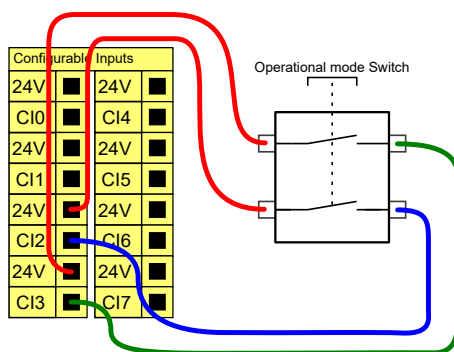 Configurable Inputs
Operational mode Switch
24V 24V
CI0 CI4
24V 24V
CI1 CI5
24V 24V
CI2 CI6
24V 24V
CI3 CI7